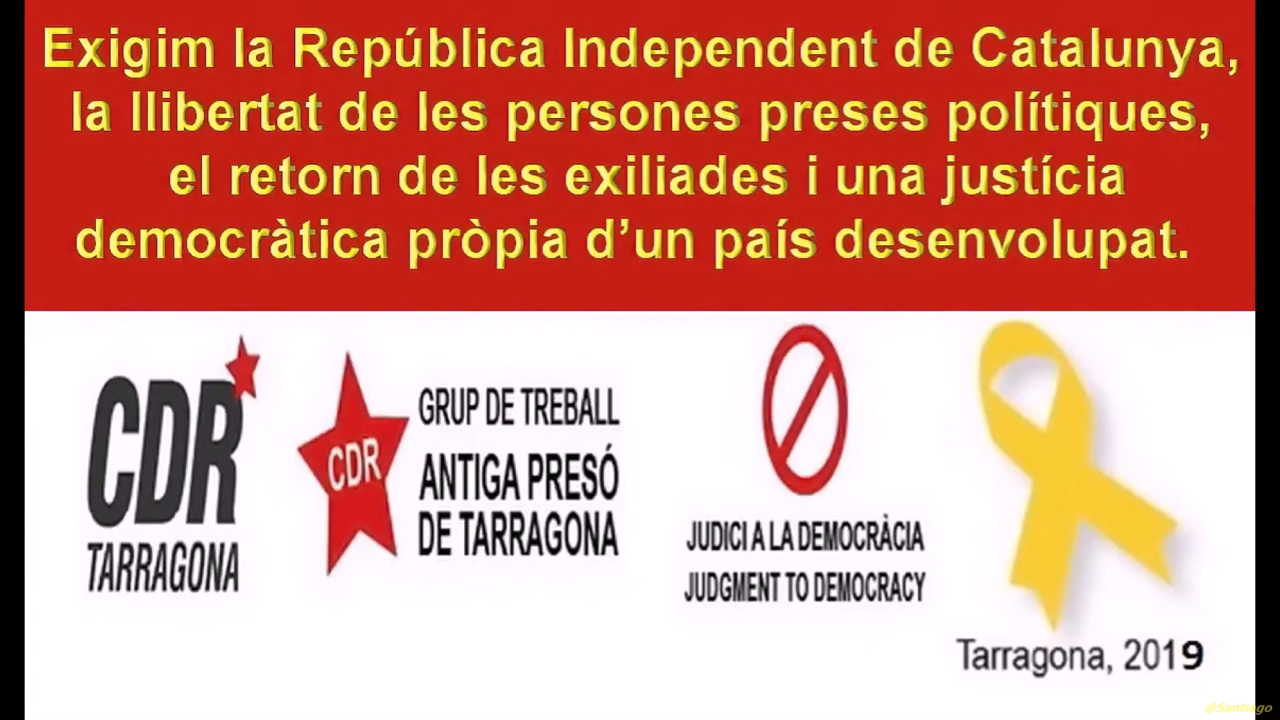 Exigim la República Independent de Catalunya,
la llibertat de les persones preses polítiques,
el retorn de les exiliades i una justícia
democràtica pròpia d’un país desenvolupat.
CDR
TARRAGONA
CDR
GRUP DE TREBALL
ANTIGA PRESÓ
DE TARRAGONA
JUDICI A LA DEMOCRÀCIA
JUDGMENT TO DEMOCRACY
Tarragona, 2019
@Santiago